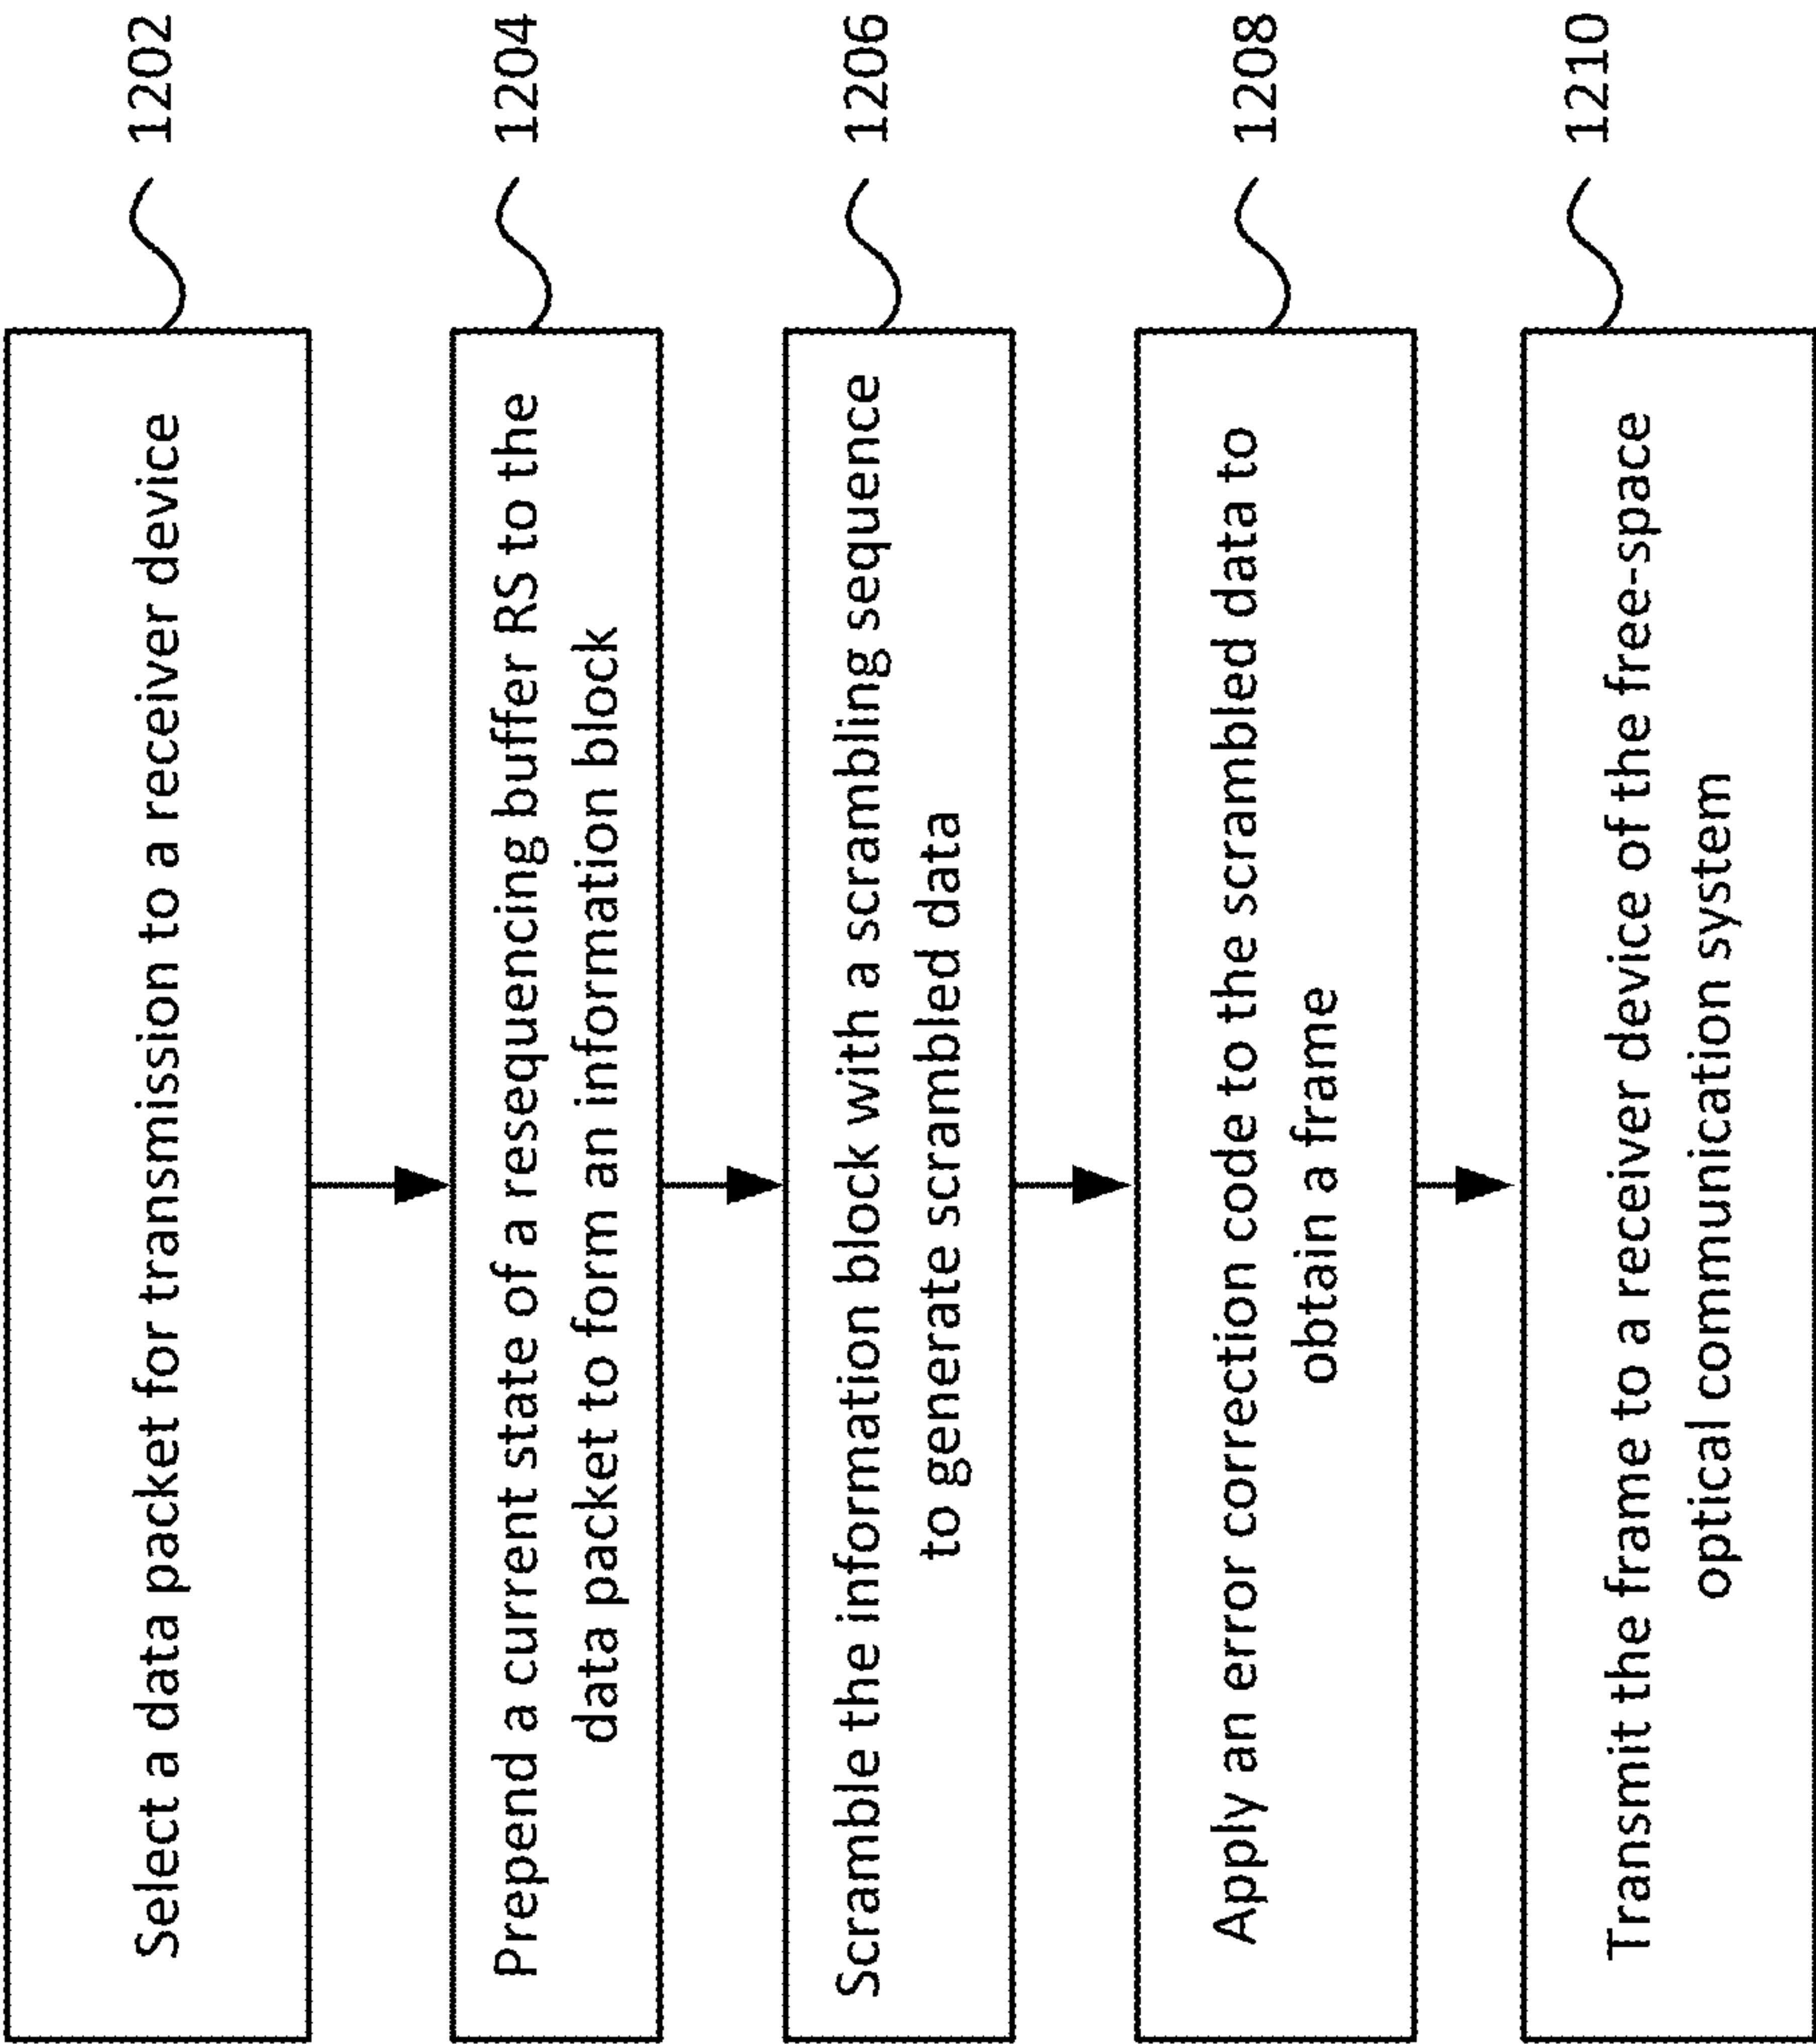 Select a data packet for transmission to a receiver device
1202
Prepend a current state of a resequencing buffer RS to the
data packet to form an information block
1204
Scramble the information block with a scrambling sequence
to generate scrambled data
1206
Apply an error correction code to the scrambled data to
obtain a frame
1208
Transmit the frame to a receiver device of the free-space
optical communication system
1210